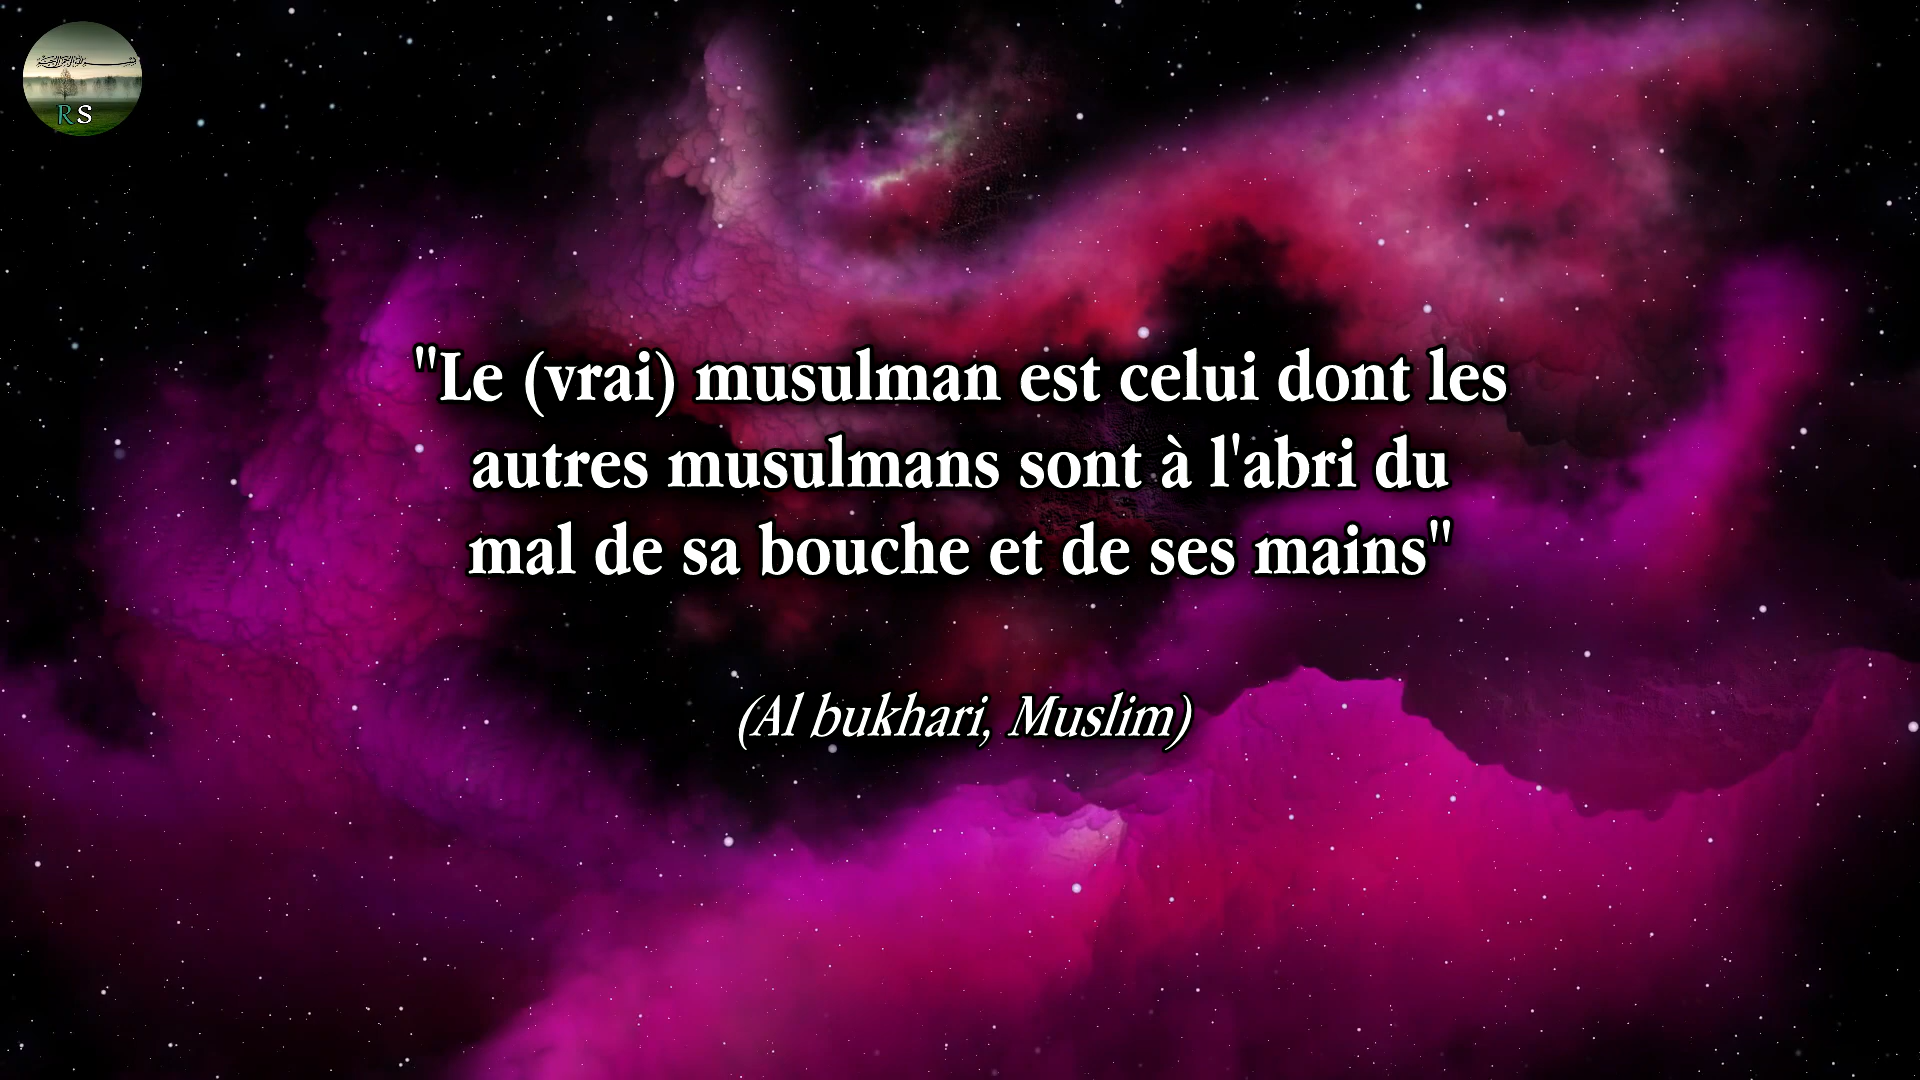 RS
"Le (vrai) musulman est celui dont les
autres musulmans sont à l'abri du
mal de sa bouche et de ses mains"
(Al bukhari, Muslim)